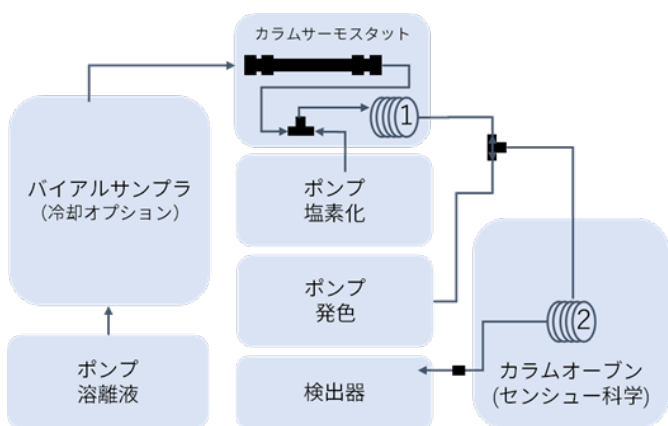 カラムサーモスタット
1
バイアルサンプラ
(冷却オプション)
ポンプ
塩素化
ポンプ
発色
2
ポンプ
溶離液
検出器
カラムオーブン
(センシュー科学)